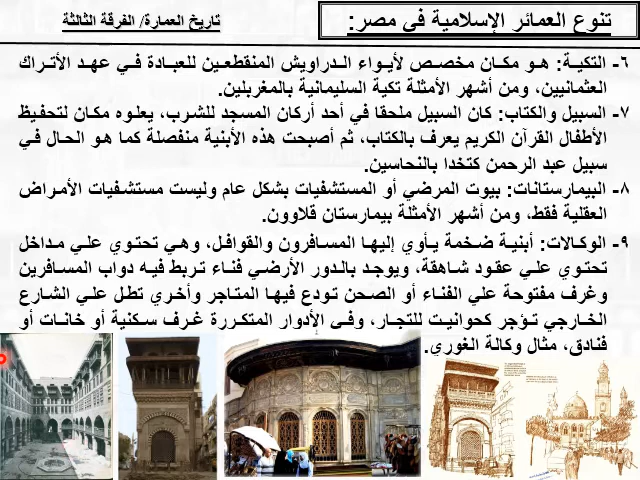 تنوع العمائر الإسلامية فى مصر:
تاريخ العمارة/ الفرقة الثالثة
٦- التكية: هو مكان مخصص لأيواء الدراويش المنقطعين للعبادة في عهد الأتراك
العثمانيين، ومن أشهر الأمثلة تكية السليمانية بالمغربلين.
٧- السبيل والكتاب: كان السبيل ملحقا في أحد أركان المسجد للشرب، يعلوه مكان لتحفيظ
الأطفال القرآن الكريم يعرف بالكتاب، ثم أصبحت هذه الأبنية منفصلة كما هو الحال في
سبيل عبد الرحمن كتخدا بالنحاسين.
٨- البيمارستانات: بيوت المرضي أو المستشفيات بشكل عام وليست مستشفيات الأمراض
العقلية فقط، ومن أشهر الأمثلة بيمارستان قلاوون.
٩- الوكالات: أبنية ضخمة يأوي إليها المسافرون والقوافل، وهي تحتوي علي مداخل
تحتوي علي عقود شاهقة، ويوجد بالدور الأرضي فناء تربط فيه دواب المسافرين
وغرف مفتوحة علي الفناء أو الصحن تودع فيها المتاجر وأخري تطل علي الشارع
الخارجي تؤجر كحوانيت للتجار، وفى الأدوار المتكررة غرف سكنية أو خانات أو
فنادق، مثال وكالة الغوري.